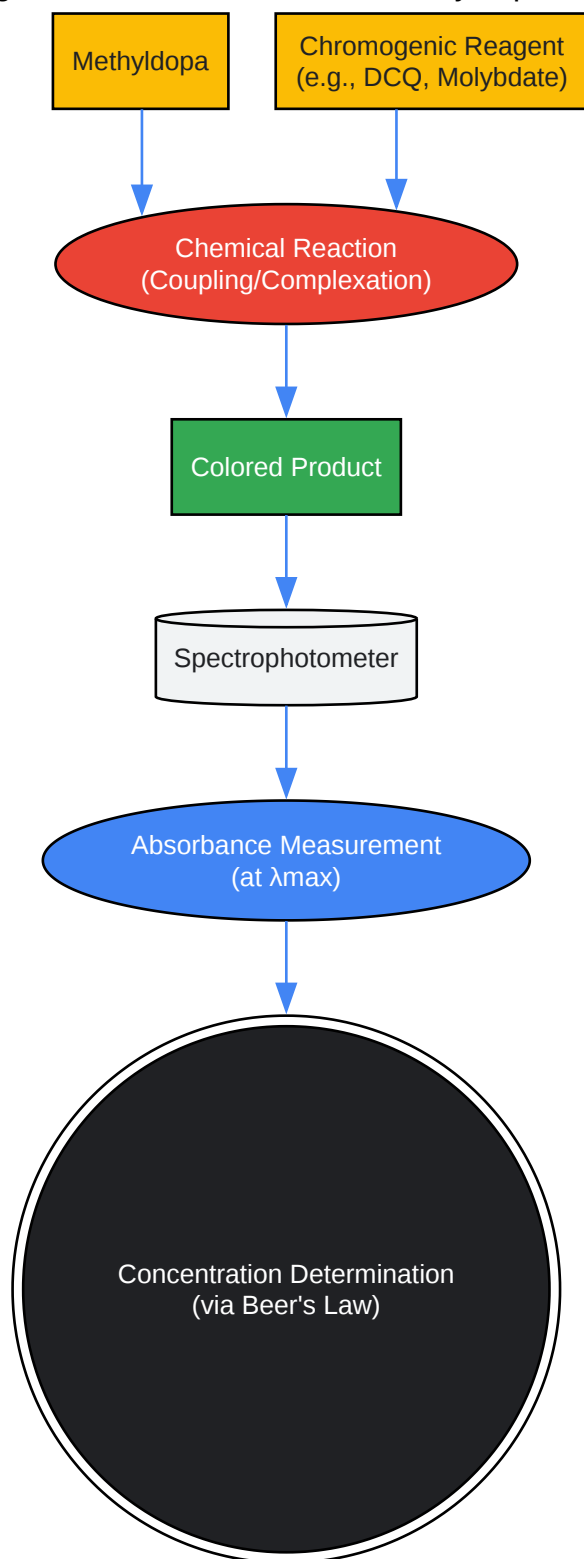 Methyldopa
Chromogenic Reagent
(e.g., DCQ, Molybdate)
Chemical Reaction
(Coupling/Complexation)
Colored Product
Spectrophotometer
Absorbance Measurement
(at λmax)
Concentration Determination
(via Beer's Law)